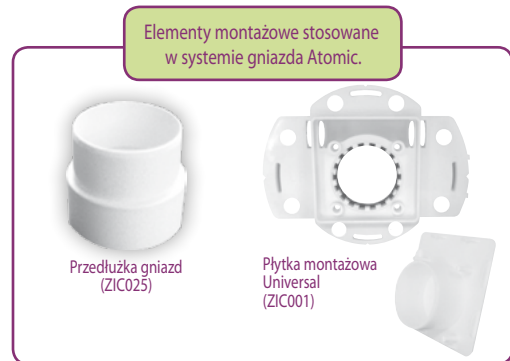 Elementy montażowe stosowane
w systemie gniazda Atomic.
Przedłużka gniazd
(ZIC025)
Płytka montażowa
Universal
(ZIC001)